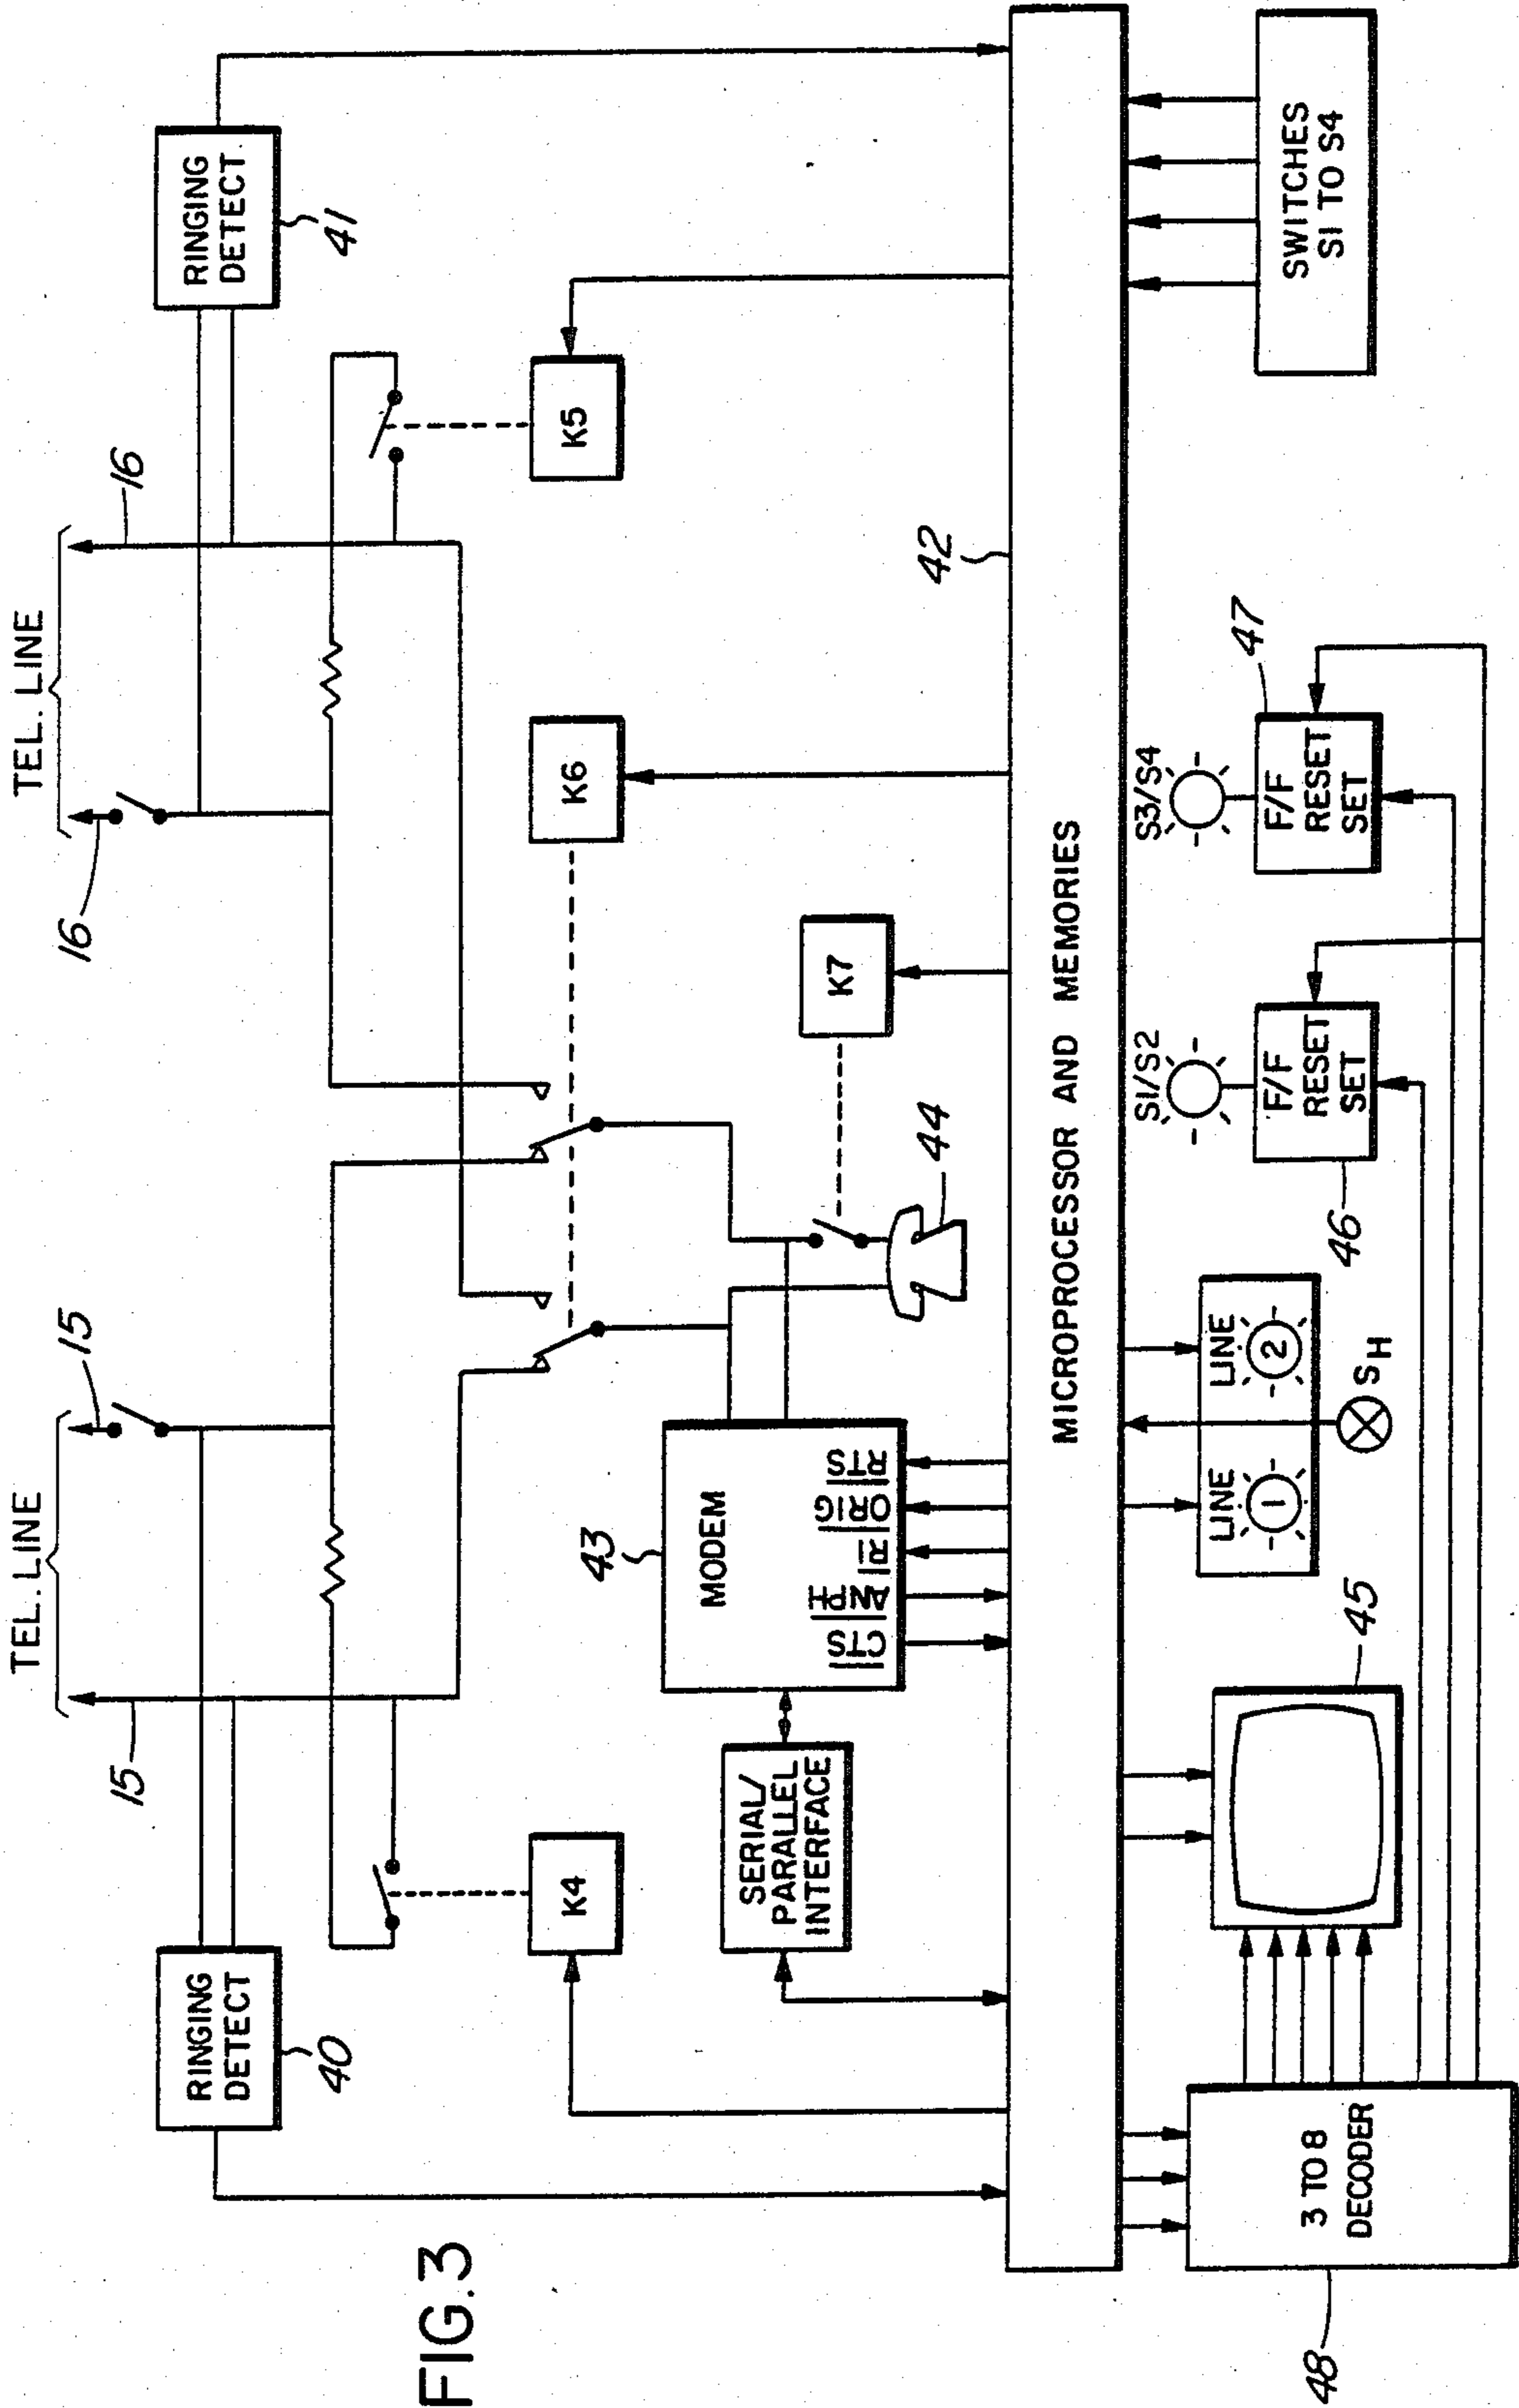 FIG.3
TEL. LINE
TEL. LINE
15
15
16
16
RINGING
DETECT
40
RINGING
DETECT.
41
K4
K6
K5
K7
SERIAL/
PARALLEL
INTERFACE
43
MODEM
CTS
ANPH
RI
ORIG
RTS
44
42
MICROPROCESSOR AND MEMORIES
3 TO 8
DECODER
48
45
LINE
1
LINE
2
SH
S1/S2
F/F
RESET
SET
46
S3/S4
F/F
RESET
SET
47
SWITCHES
S1 TO S4